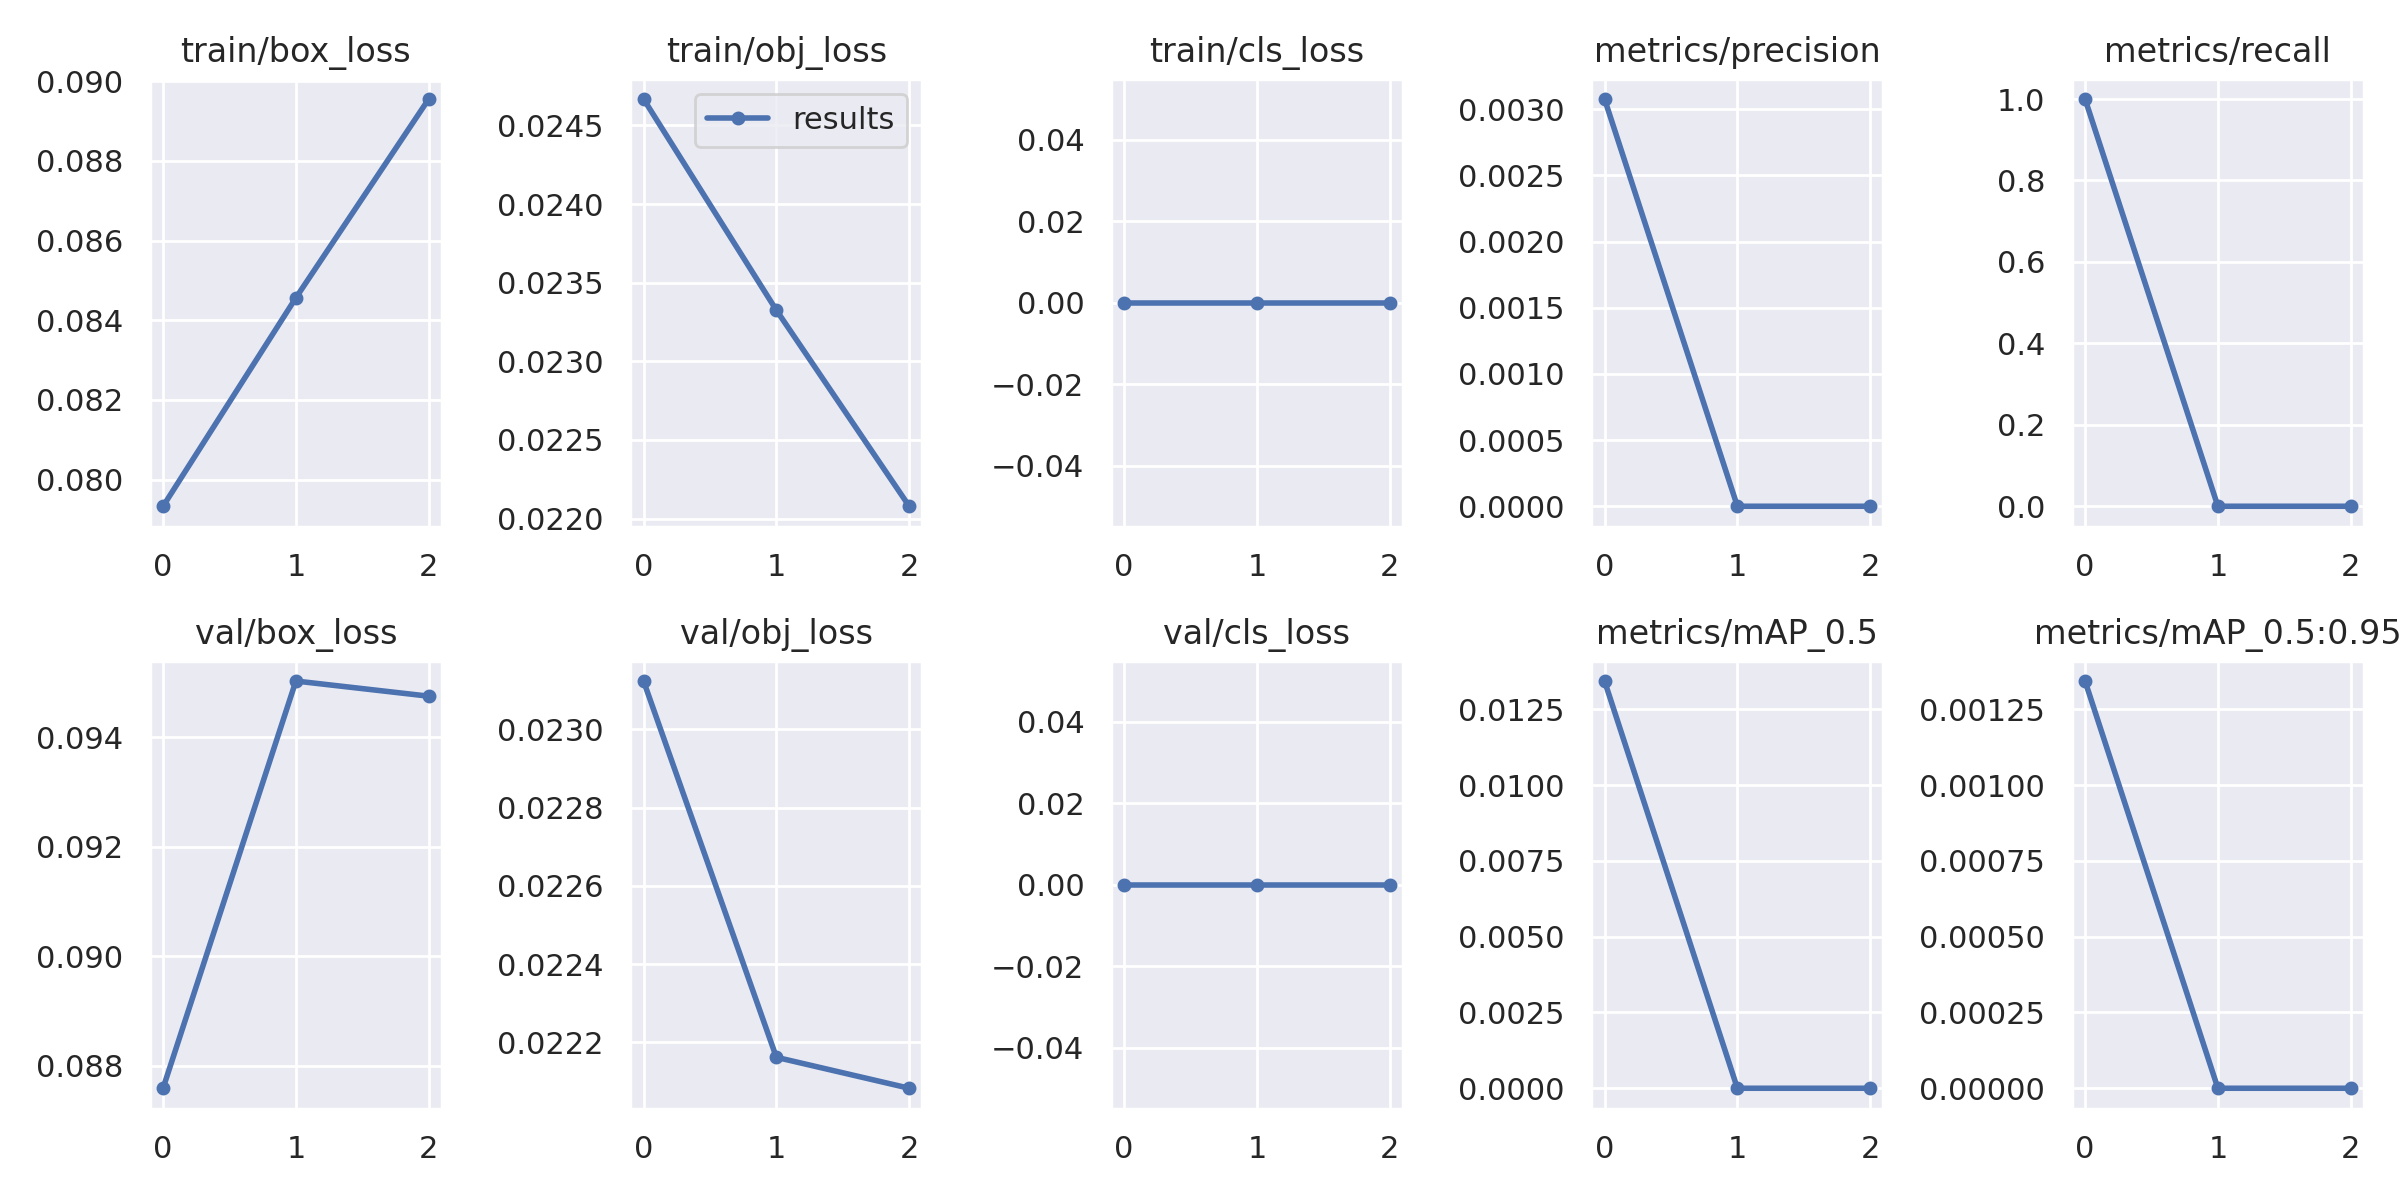 train/box_loss
0.090
0.088
0.086
0.084
0.082
0.080
0 1 2
train/obj_loss
results
0.0245
0.0240
0.0235
0.0230
0.0225
0.0220
0 1 2
train/cls_loss
0.04
0.02
0.00
−0.02
−0.04
0 1 2
metrics/precision
0.0030
0.0025
0.0020
0.0015
0.0010
0.0005
0.0000
0 1 2
metrics/recall
1.0
0.8
0.6
0.4
0.2
0.0
0 1 2
val/box_loss
0.094
0.092
0.090
0.088
0 1 2
val/obj_loss
0.0230
0.0228
0.0226
0.0224
0.0222
0 1 2
val/cls_loss
0.04
0.02
0.00
−0.02
−0.04
0 1 2
metrics/mAP_0.5
0.0125
0.0100
0.0075
0.0050
0.0025
0.0000
0 1 2
metrics/mAP_0.5:0.95
0.00125
0.00100
0.00075
0.00050
0.00025
0.00000
0 1 2